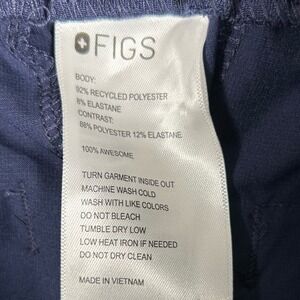 FIGS
BODY:
92% RECYCLED POLYESTER
8% ELASTANE
CONTRAST:
88% POLYESTER 12% ELASTANE
100% AWESOME
TURN GARMENT INSIDE OUT
MACHINE WASH COLD
WASH WITH LIKE COLORS
DO NOT BLEACH
TUMBLE DRY LOW
LOW HEAT IRON IF NEEDED
DO NOT DRY CLEAN
MADE IN VIETNAM